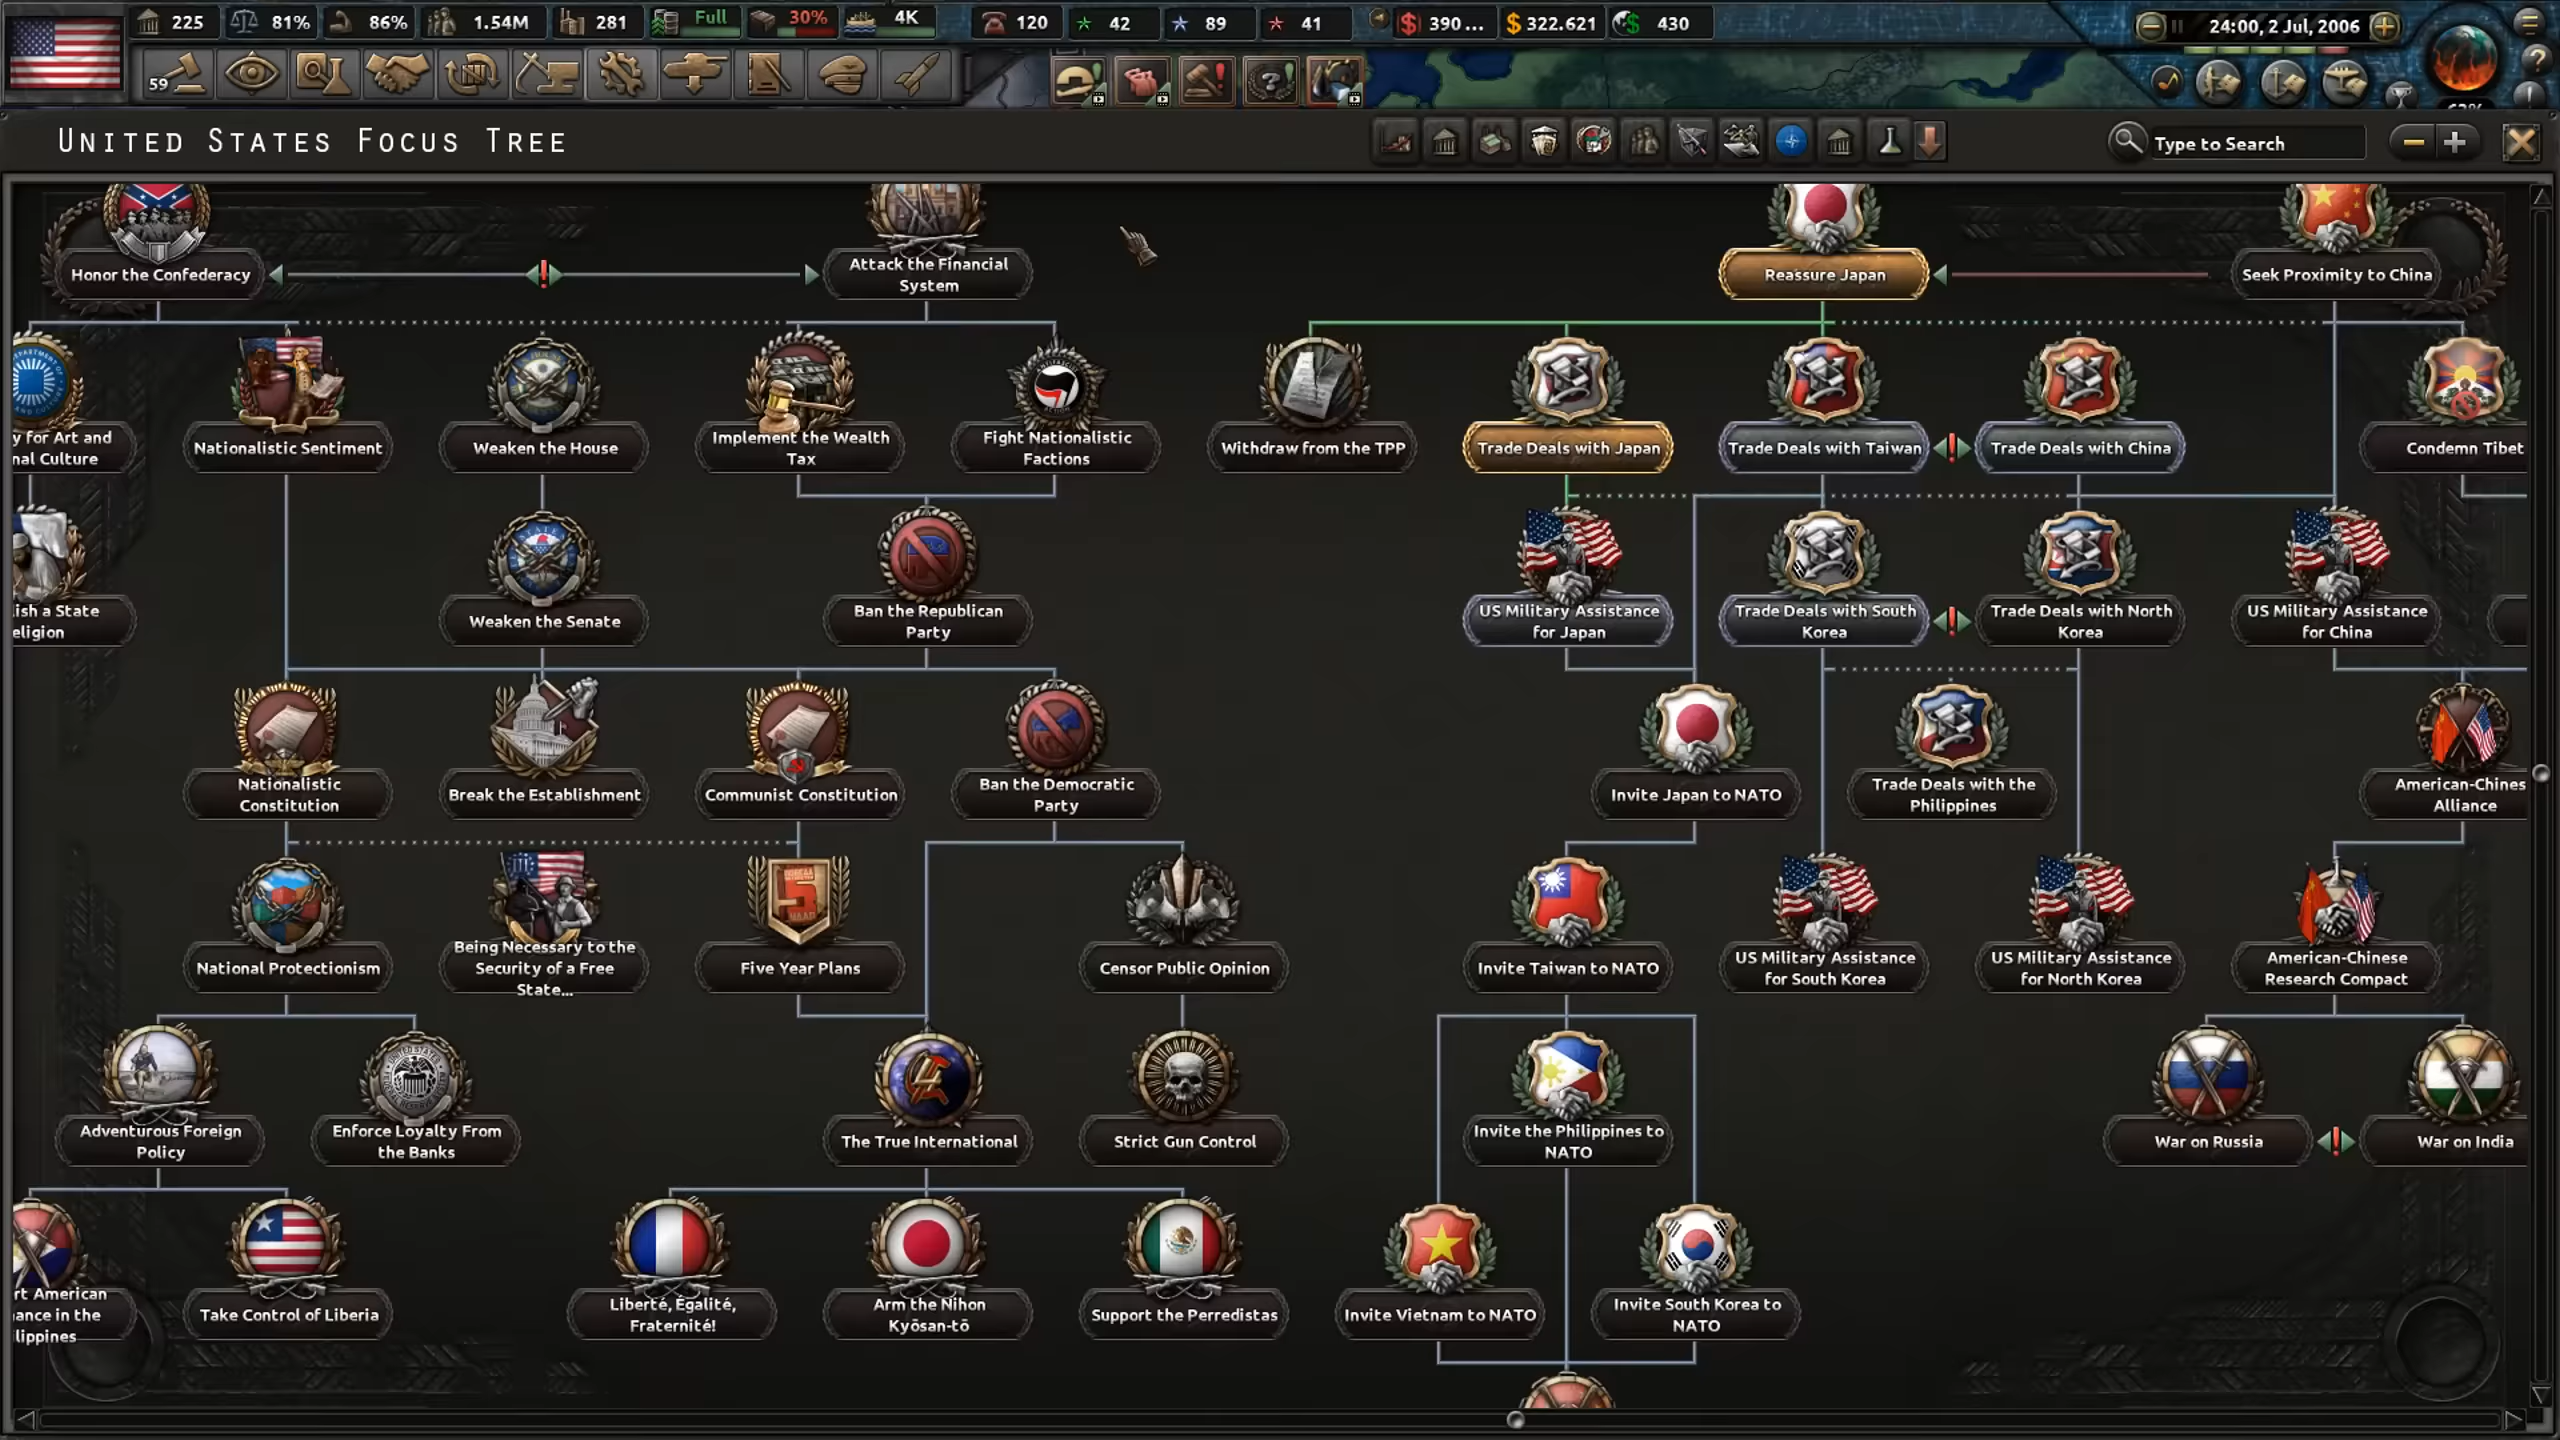 225
81%
86%
1.54M
281
Full
30%
4K
120
42
89
41
390 ...
322.621
430
24:00, 2 Jul, 2006
59
United States Focus Tree
Type to Search
Honor the Confederacy
Attack the Financial
System
Reassure Japan
Seek Proximity to China
y for Art and
nal Culture
Nationalistic Sentiment
Weaken the House
Implement the Wealth
Tax
Fight Nationalistic
Factions
Withdraw from the TPP
Trade Deals with Japan
Trade Deals with Taiwan
Trade Deals with China
Condemn Tibet
ish a State
eligion
Weaken the Senate
Ban the Republican
Party
US Military Assistance
for Japan
Trade Deals with South
Korea
Trade Deals with North
Korea
US Military Assistance
for China
Nationalistic
Constitution
Break the Establishment
Communist Constitution
Ban the Democratic
Party
Invite Japan to NATO
Trade Deals with the
Philippines
American-Chines
Alliance
National Protectionism
Being Necessary to the
Security of a Free
State...
Five Year Plans
Censor Public Opinion
Invite Taiwan to NATO
US Military Assistance
for South Korea
US Military Assistance
for North Korea
American-Chinese
Research Compact
Adventurous Foreign
Policy
Enforce Loyalty From
the Banks
The True International
Strict Gun Control
Invite the Philippines to
NATO
War on Russia
War on India
rt American
ance in the
lippines
Take Control of Liberia
Liberté, Égalité,
Fraternité!
Arm the Nihon
Kyōsan-tō
Support the Perredistas
Invite Vietnam to NATO
Invite South Korea to
NATO